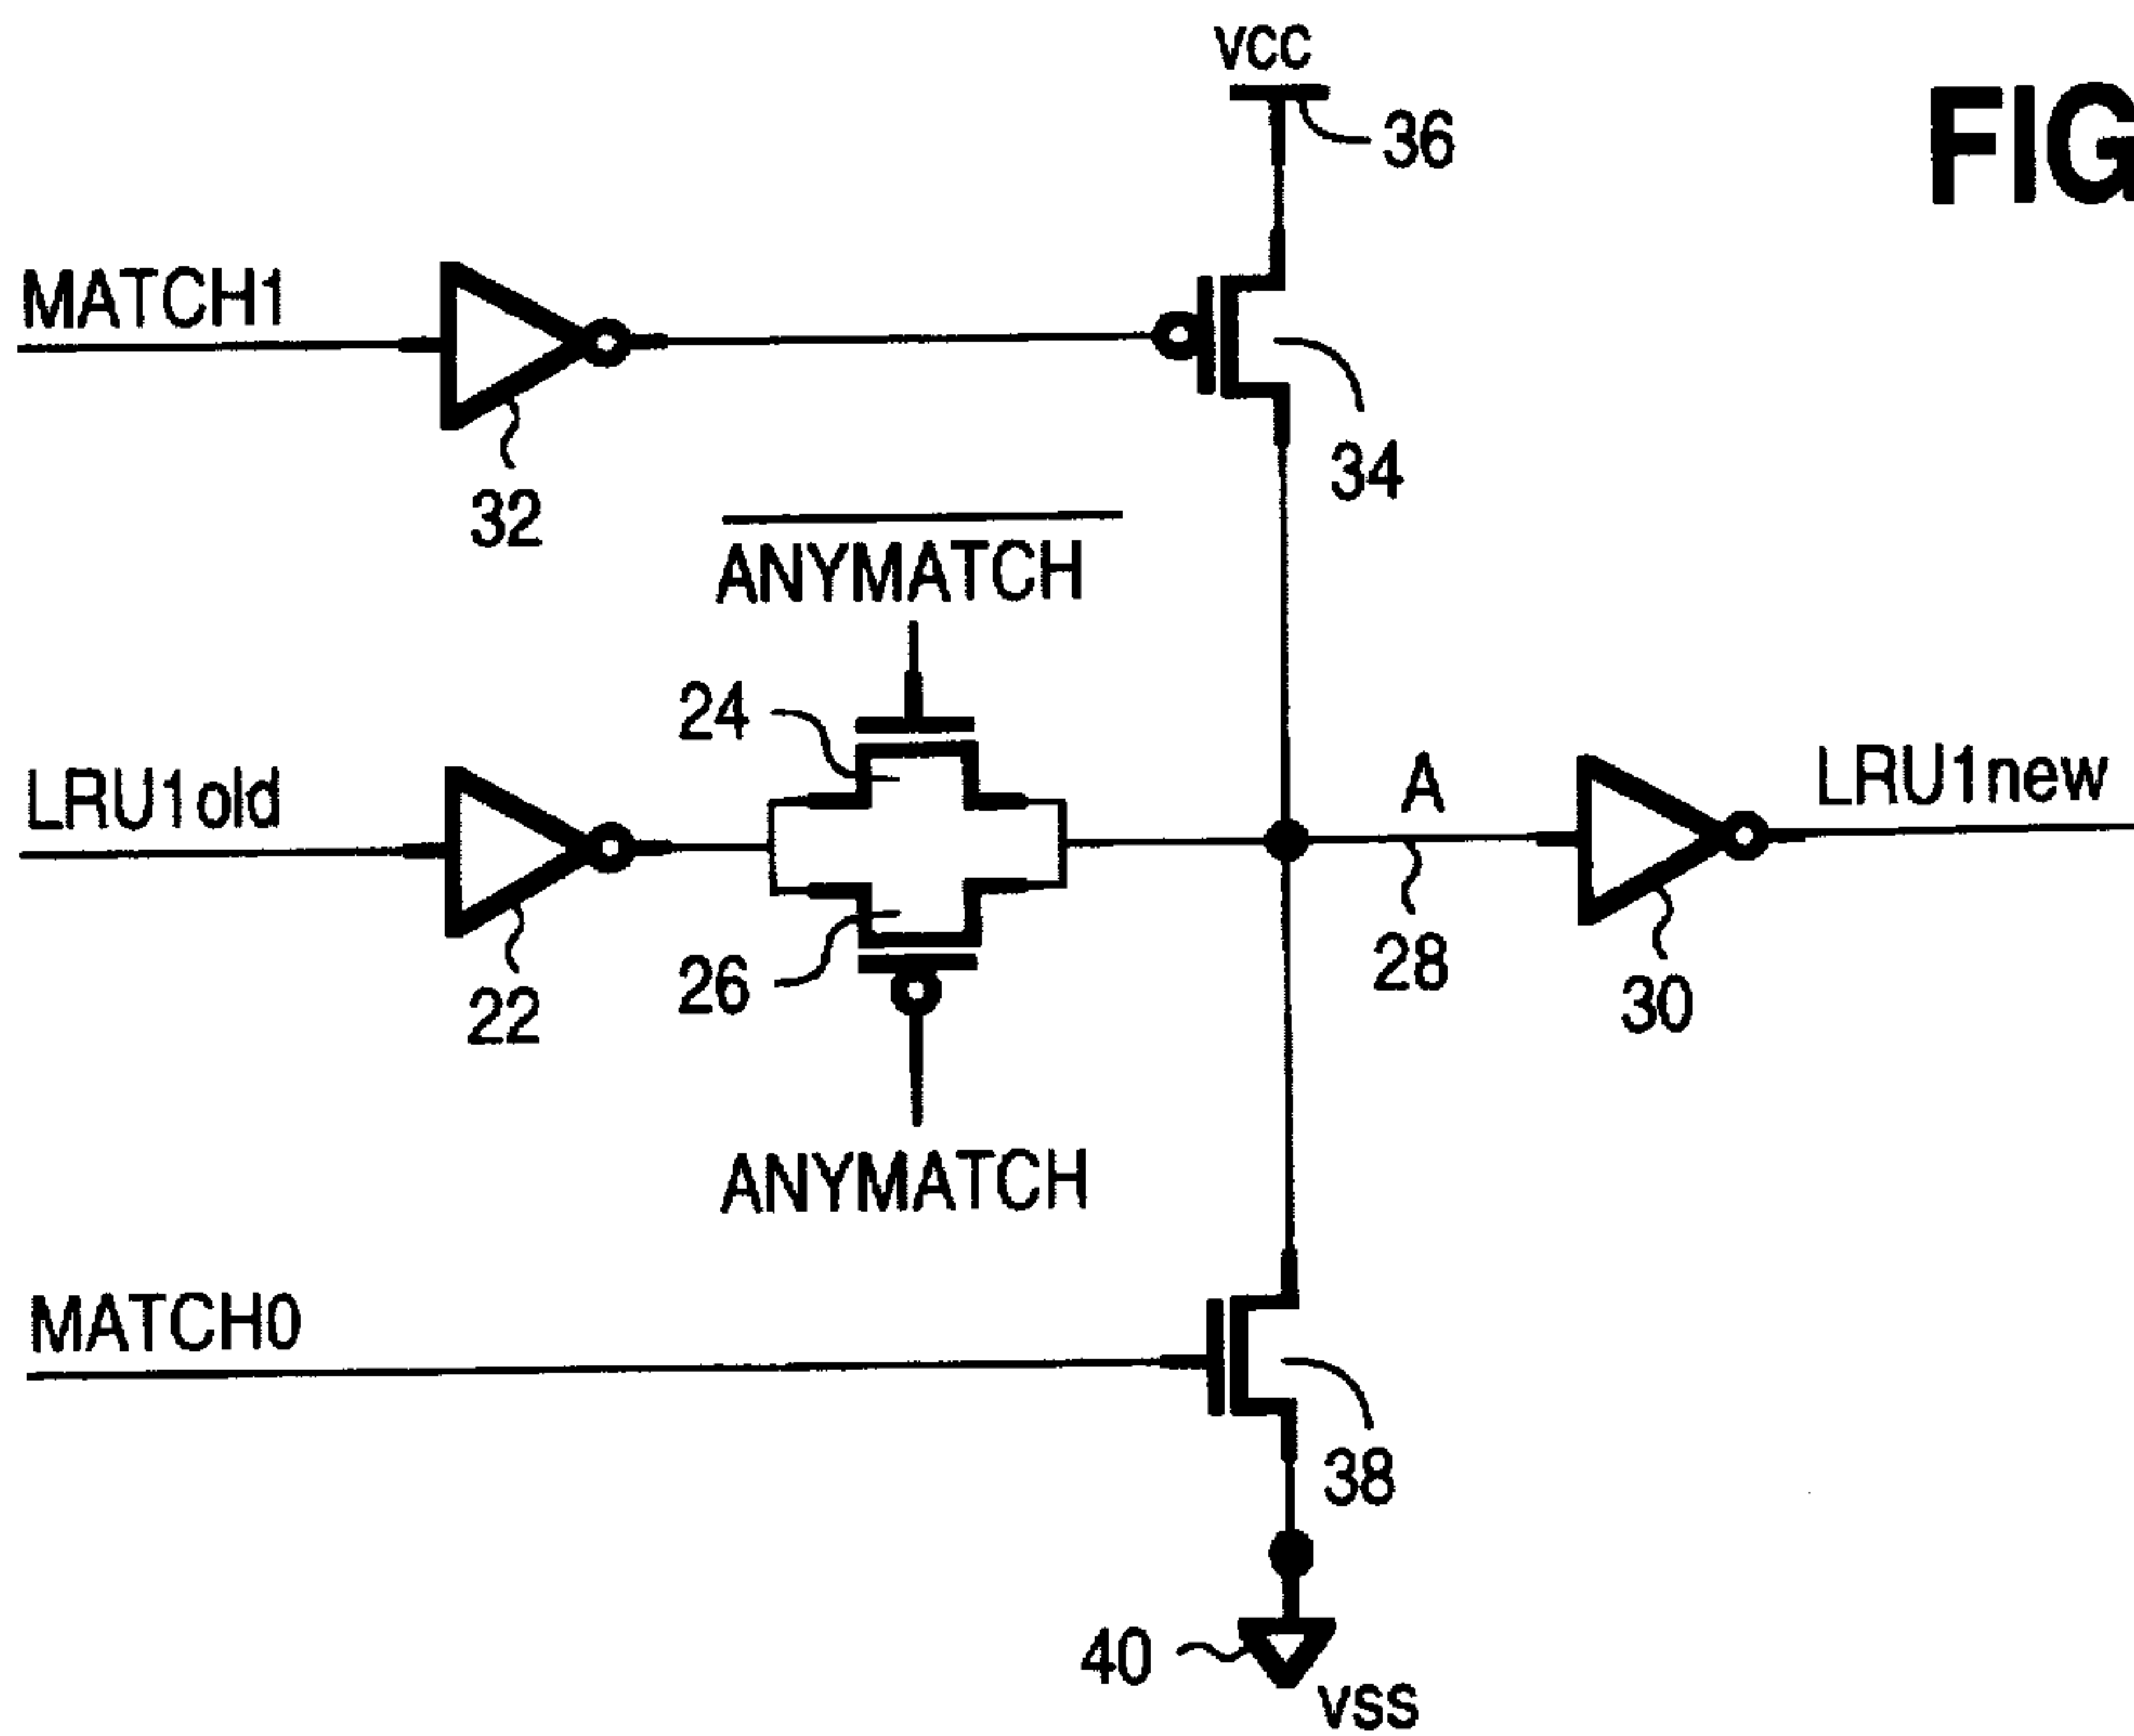 VCC
FIG
36
MATCH1
34
32
ANYMATCH
24
LRU1old
A
LRU1new
28
26
22
30
ANYMATCH
MATCH0
38
40
VSS